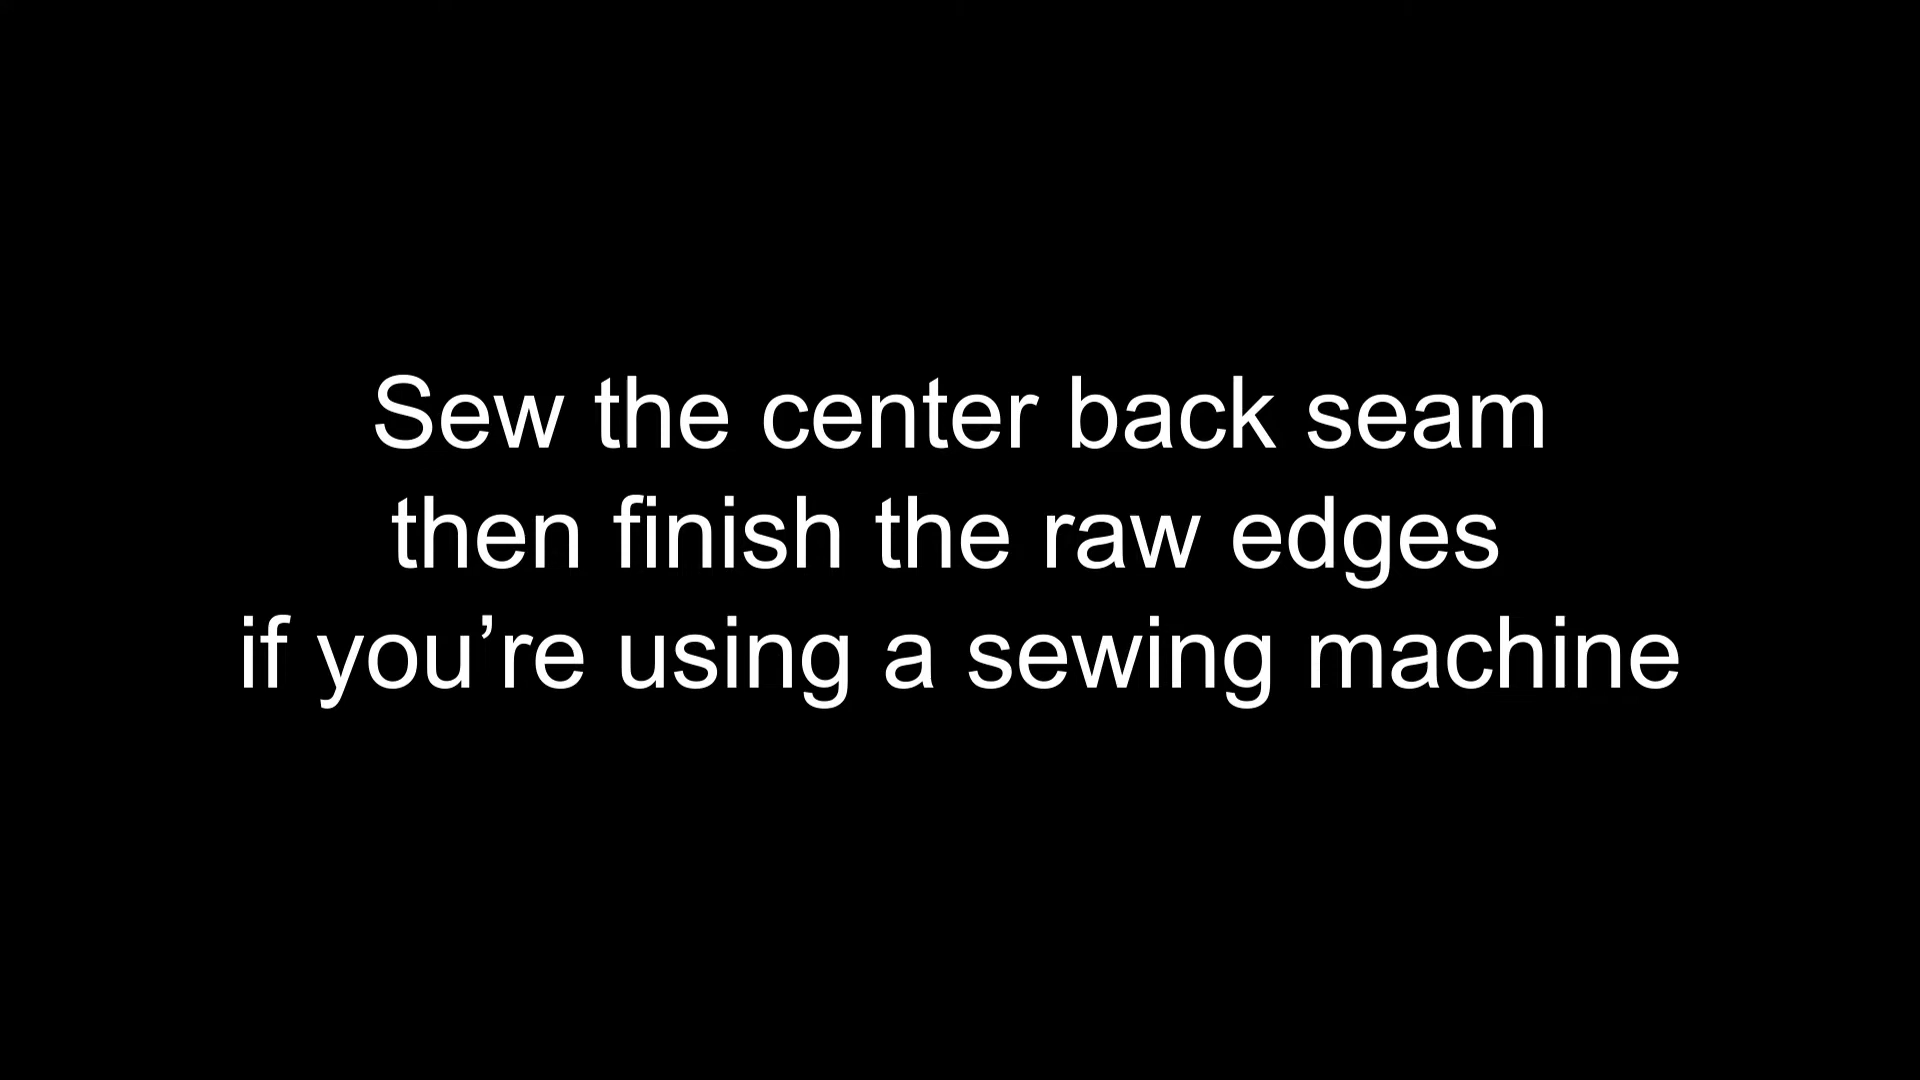 Sew the center back seam
then finish the raw edges
if you’re using a sewing machine